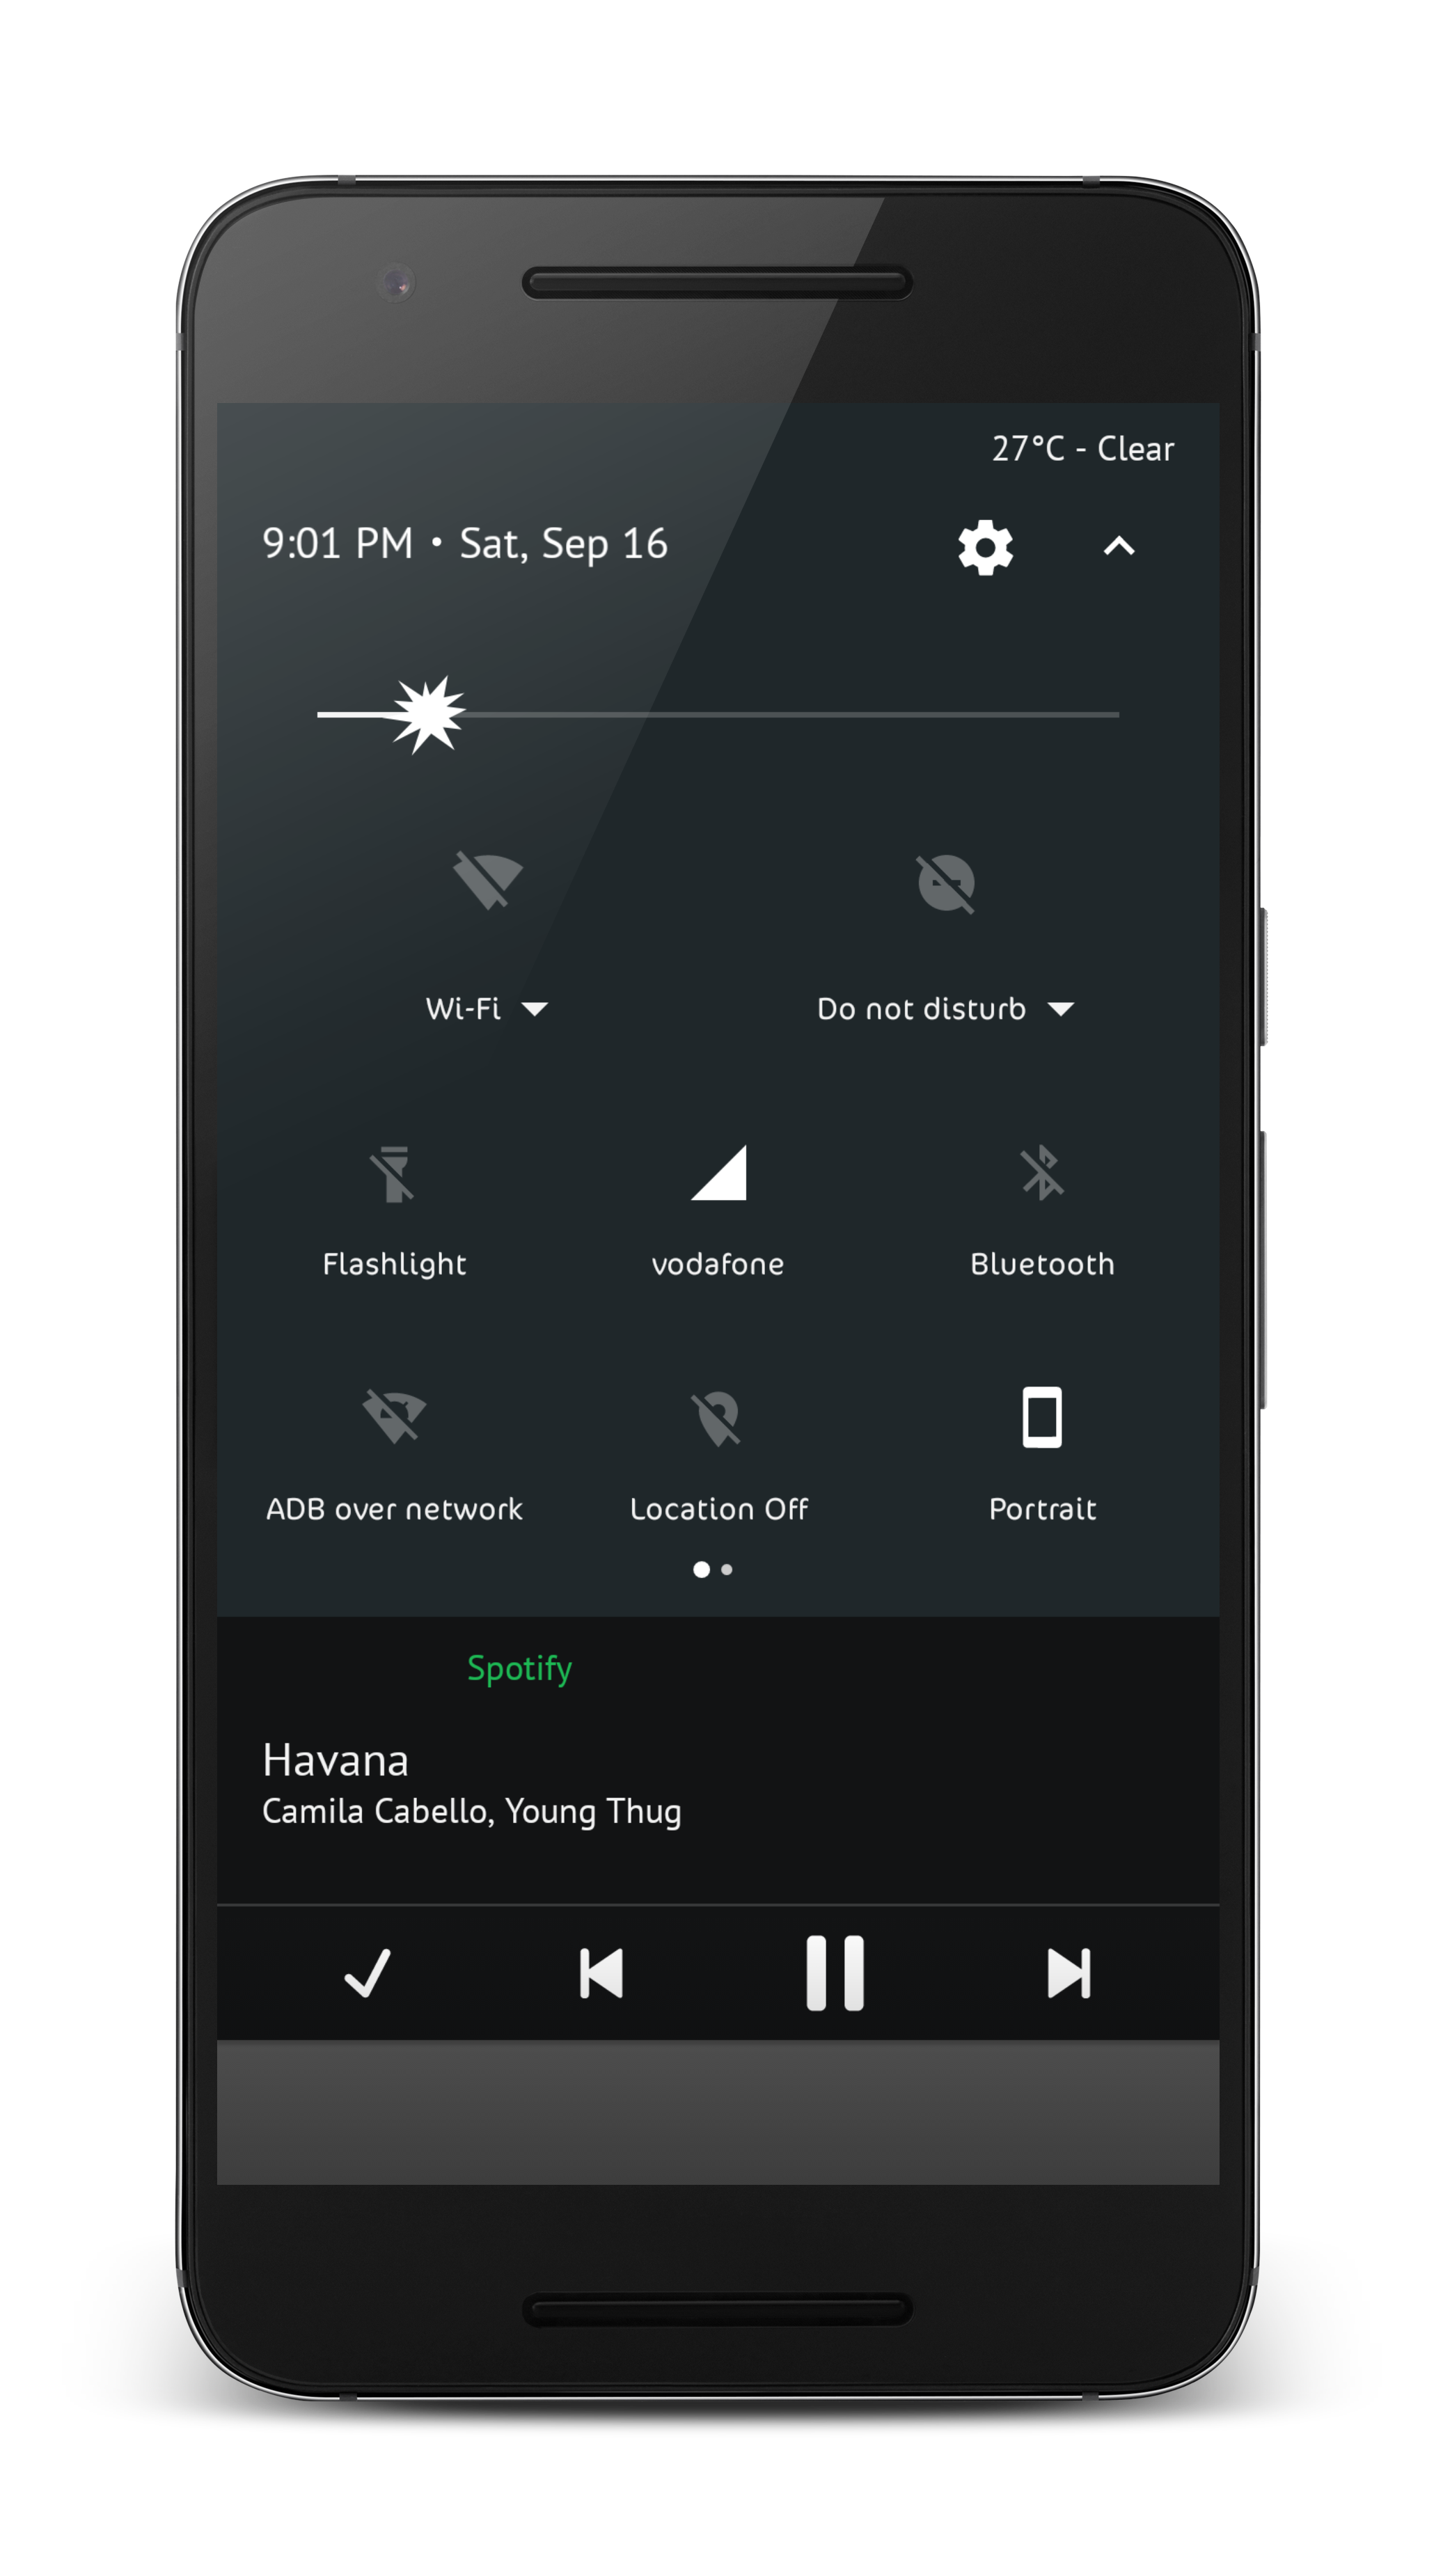 27°C - Clear
9:01 PM • Sat, Sep 16
Wi-Fi
Do not disturb
Flashlight
vodafone
Bluetooth
ADB over network
Location Off
Portrait
Spotify
Havana
Camila Cabello, Young Thug